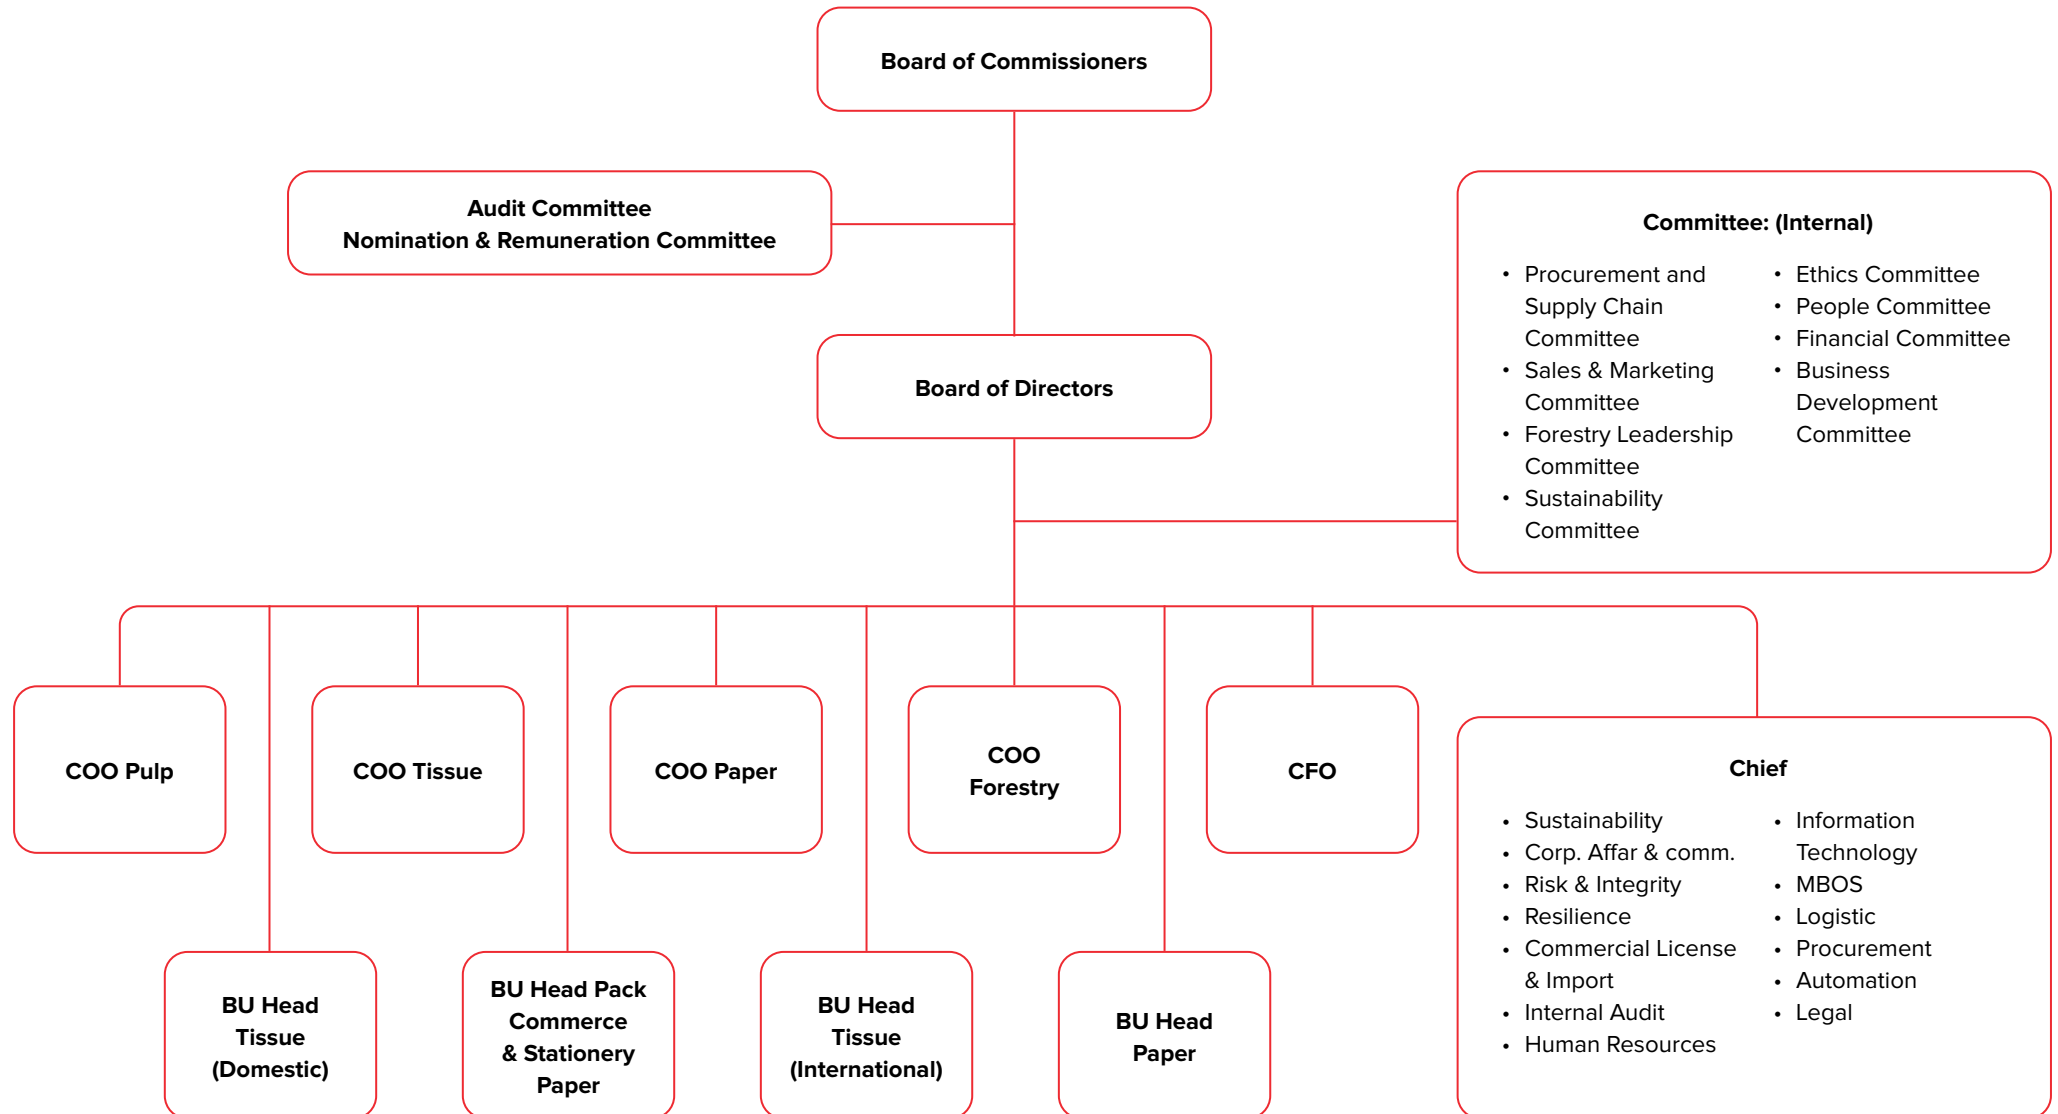 Board of Commissioners
Audit Committee
Nomination & Remuneration Committee
Committee: (Internal)
• Procurement and
Supply Chain
Committee
• Sales & Marketing
Committee
• Forestry Leadership
Committee
• Sustainability
Committee
• Ethics Committee
• People Committee
• Financial Committee
• Business
Development
Committee
Board of Directors
COO Pulp
COO Tissue
COO Paper
COO
Forestry
CFO
BU Head
Tissue
(Domestic)
BU Head Pack
Commerce
& Stationery
Paper
BU Head
Tissue
(International)
BU Head
Paper
Chief
• Sustainability
• Corp. Affar & comm.
• Risk & Integrity
• Resilience
• Commercial License
& Import
• Internal Audit
• Human Resources
• Information
Technology
• MBOS
• Logistic
• Procurement
• Automation
• Legal